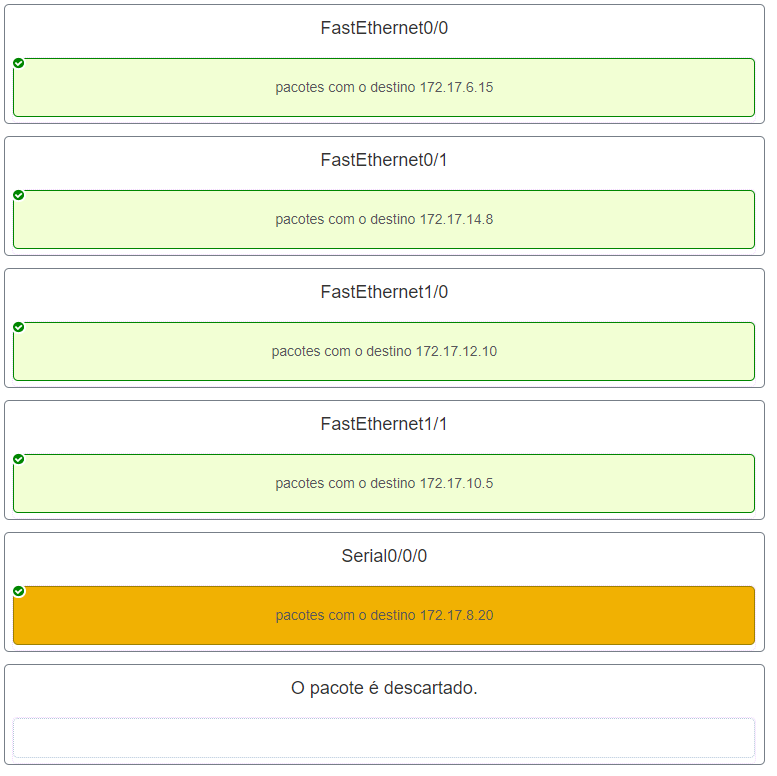 FastEthernet0/0
pacotes com o destino 172.17.6.15
FastEthernet0/1
pacotes com o destino 172.17.14.8
FastEthernet1/0
pacotes com o destino 172.17.12.10
FastEthernet1/1
pacotes com o destino 172.17.10.5
Serial0/0/0
pacotes com o destino 172.17.8.20
O pacote é descartado.